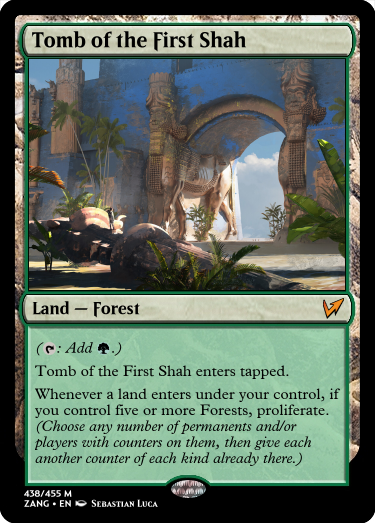 Tomb of the First Shah
Land — Forest
(: Add .)
Tomb of the First Shah enters tapped.
Whenever a land enters under your control, if
you control five or more Forests, proliferate.
(Choose any number of permanents and/or
players with counters on them, then give each
another counter of each kind already there.)
438/455 M
ZANG • EN Sebastian Luca